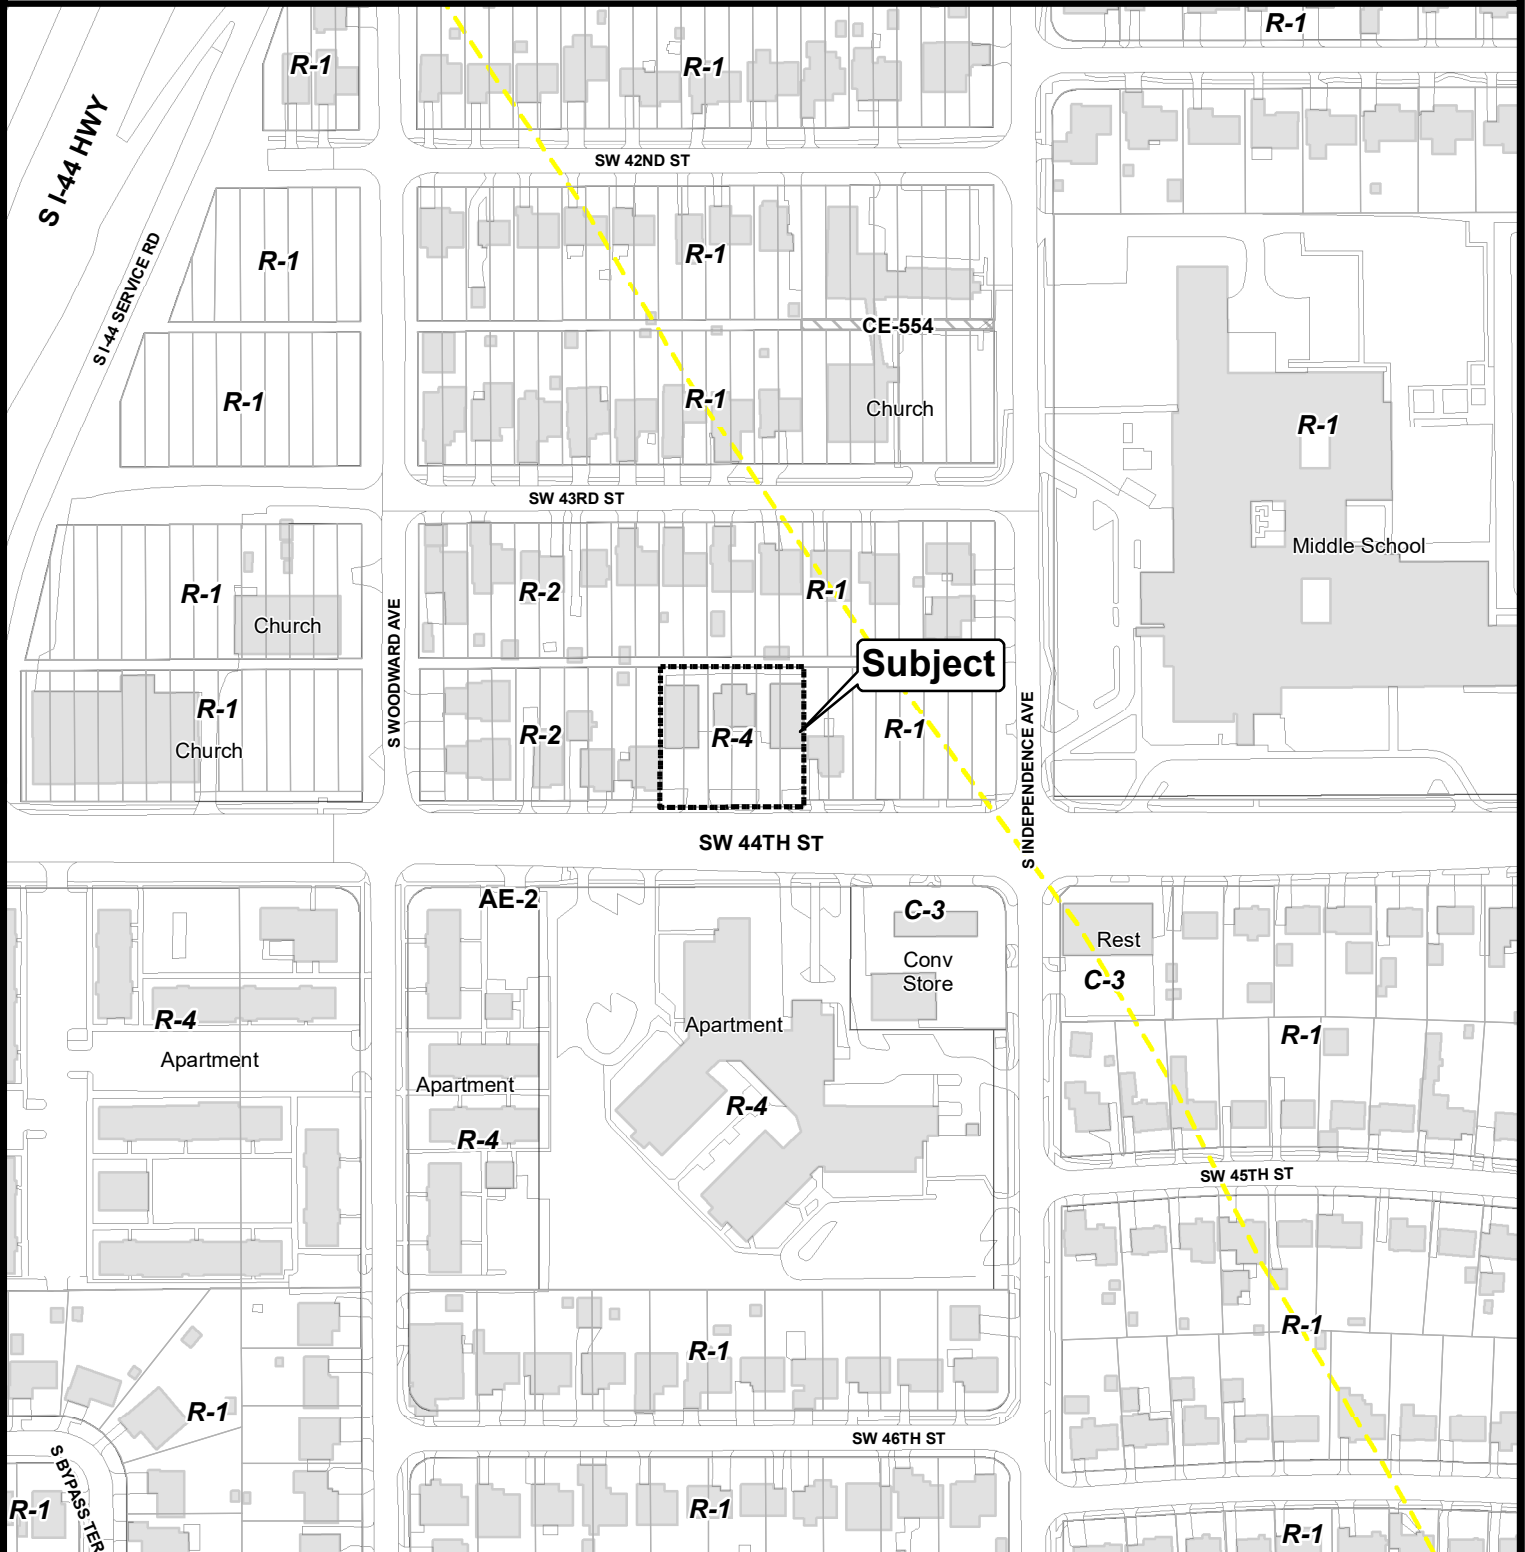 R-1
R-1
R-1
S I-44 HWY
SW 42ND ST
S I-44 SERVICE RD
R-1
R-1
CE-554
R-1
R-1
Church
R-1
SW 43RD ST
Middle School
R-1
Church
R-2
R-1
S WOODWARD AVE
Subject
R-1
Church
R-2
R-4
R-1
S INDEPENDENCE AVE
SW 44TH ST
AE-2
C-3
Conv
Store
Rest
C-3
R-4
Apartment
Apartment
Apartment
R-4
R-4
R-1
SW 45TH ST
R-1
R-1
R-1
SW 46TH ST
S BYPASS TER
R-1
R-1
R-1